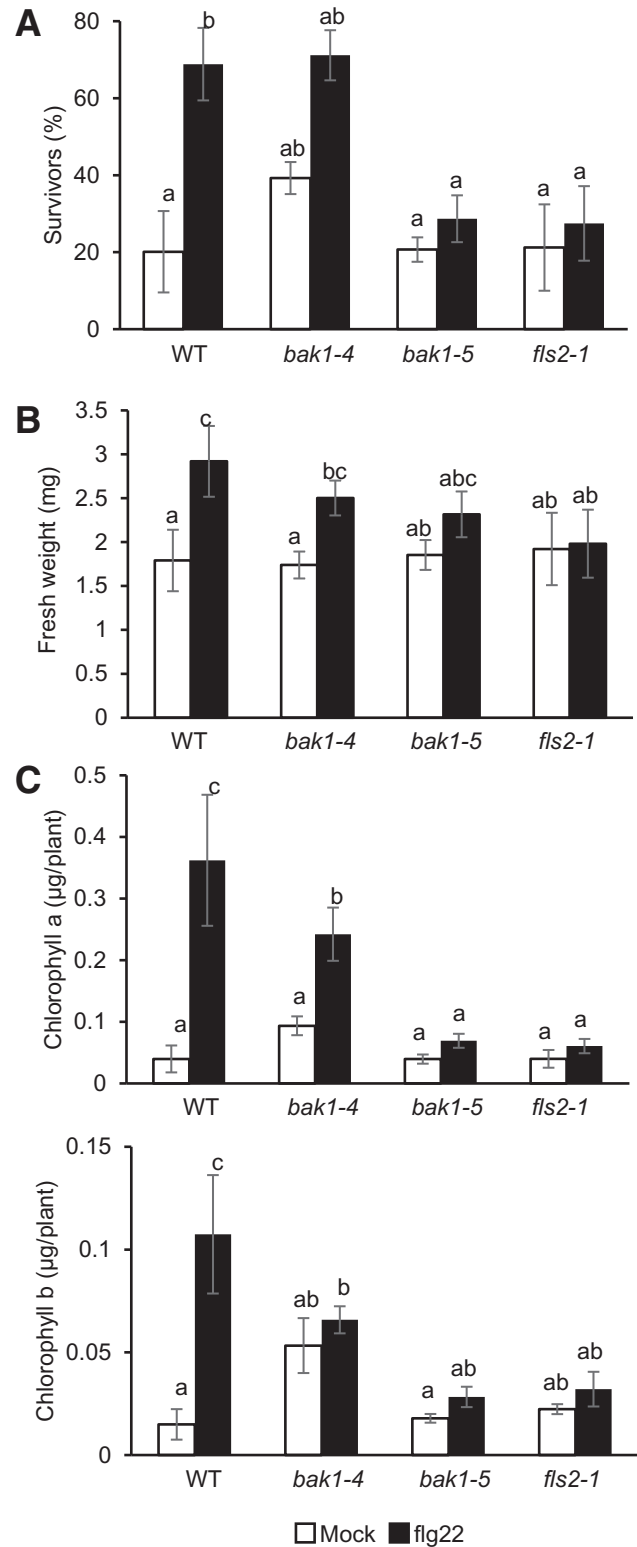 A
Survivors (%)
80
60
40
20
0
a
b
ab
ab
a
a
a
a
WT
bak1-4
bak1-5
fls2-1
B
Fresh weight (mg)
3.5
3
2.5
2
1.5
1
0.5
0
a
c
a
bc
ab
abc
ab
ab
WT
bak1-4
bak1-5
fls2-1
C
Chlorophyll a (µg/plant)
0.5
0.4
0.3
0.2
0.1
0
a
c
a
b
a
a
a
a
WT
bak1-4
bak1-5
fls2-1
Chlorophyll b (µg/plant)
0.15
0.1
0.05
0
a
c
ab
b
a
ab
ab
ab
WT
bak1-4
bak1-5
fls2-1
Mock
flg22